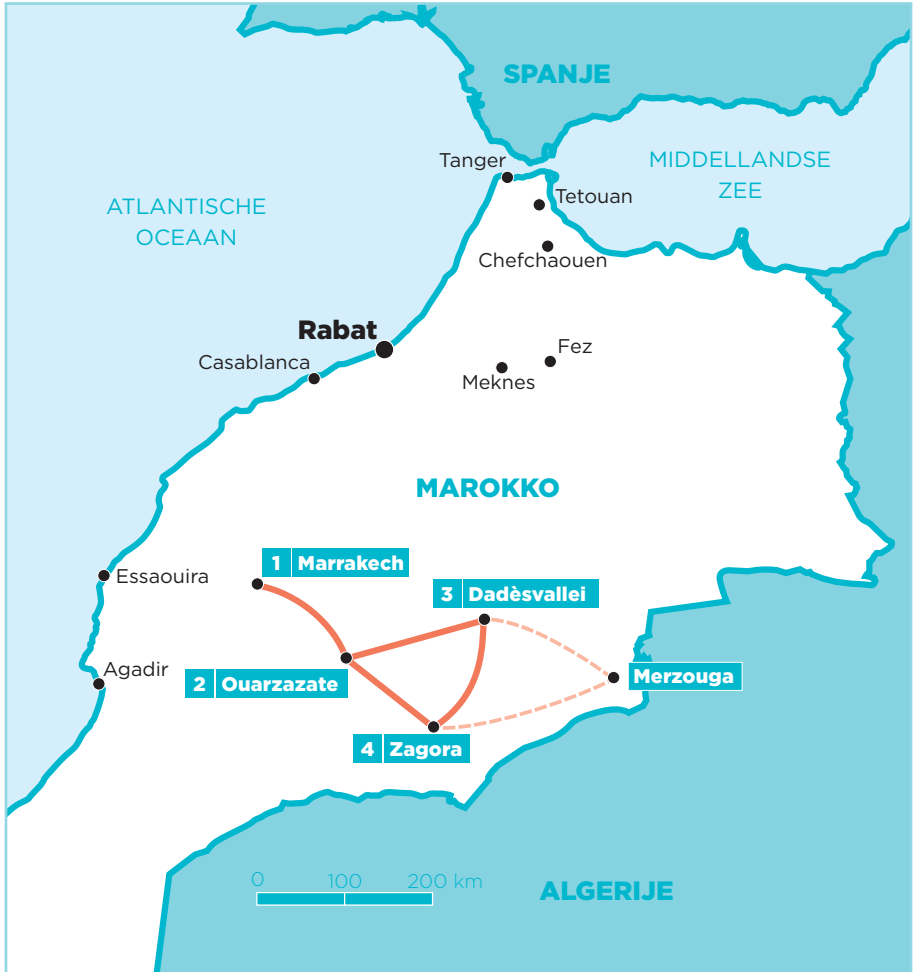 SPANJE
Tanger
MIDDELLANDSE
ZEE
Tetouan
ATLANTISCHE
OCEAAN
Chefchaouen
Rabat
Fez
Casablanca
Meknes
MAROKKO
1 Marrakech
Essaouira
3 Dadèsvallei
Agadir
2 Ouarzazate
Merzouga
4 Zagora
0 100 200 km
ALGERIJE